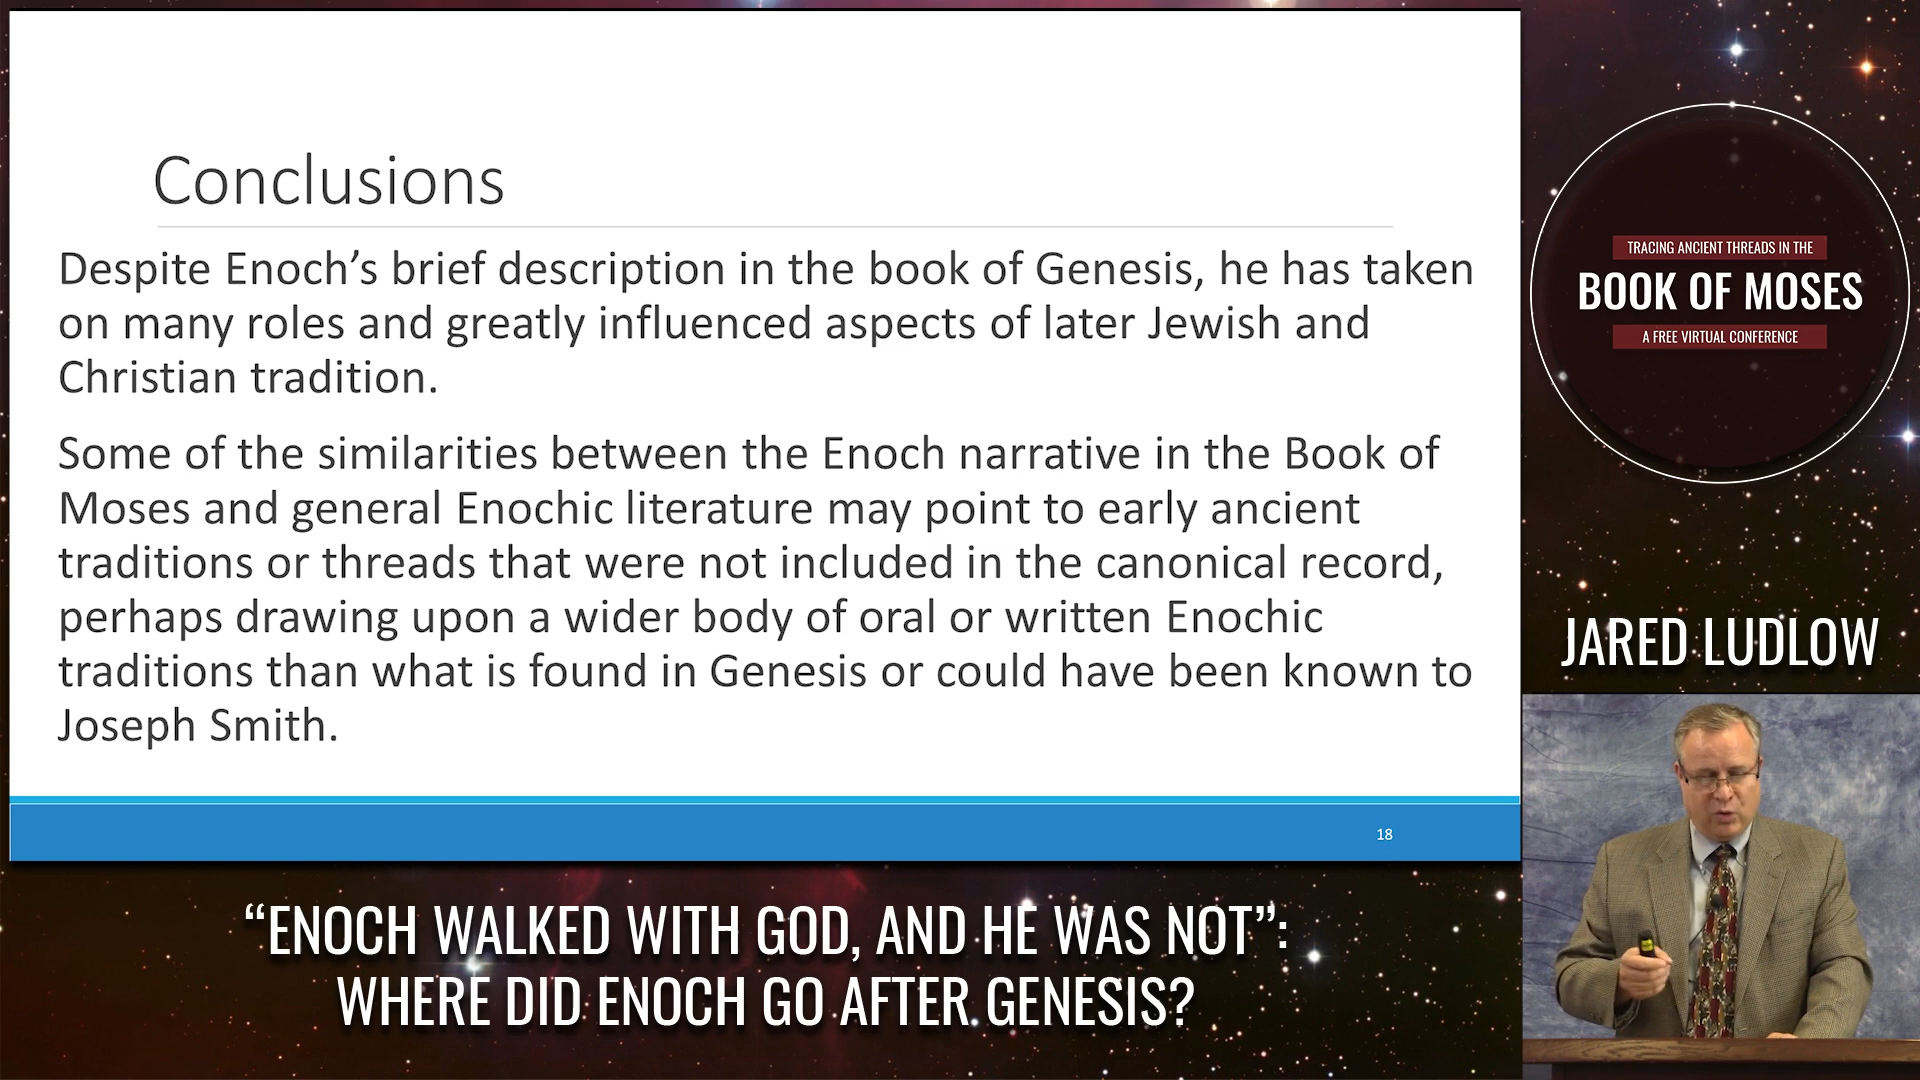 Conclusions
Despite Enoch’s brief description in the book of Genesis, he has taken
on many roles and greatly influenced aspects of later Jewish and
Christian tradition.
Some of the similarities between the Enoch narrative in the Book of
Moses and general Enochic literature may point to early ancient
traditions or threads that were not included in the canonical record,
perhaps drawing upon a wider body of oral or written Enochic
traditions than what is found in Genesis or could have been known to
Joseph Smith.
18
TRACING ANCIENT THREADS IN THE
BOOK OF MOSES
A FREE VIRTUAL CONFERENCE
JARED LUDLOW
“ENOCH WALKED WITH GOD, AND HE WAS NOT”:
WHERE DID ENOCH GO AFTER GENESIS?